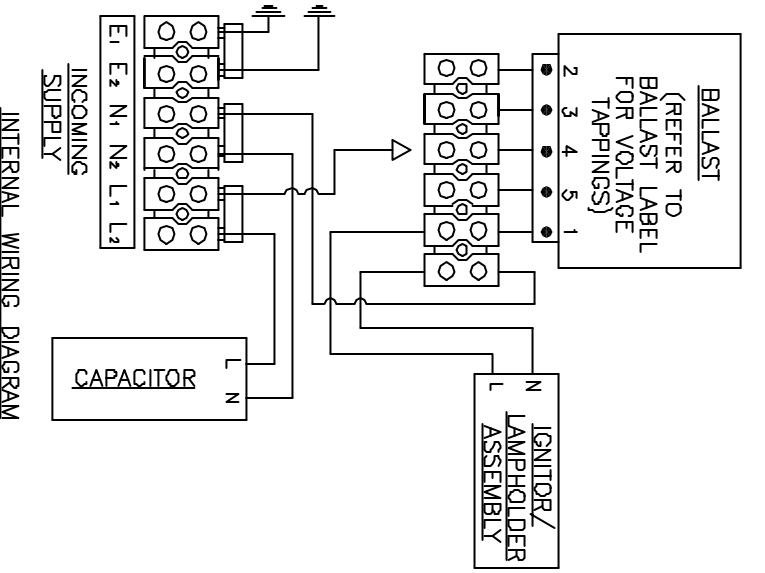 INTERNAL WIRING DIAGRAM
INCOMING
SUPPLY
E1 E2 N1 N2 L1 L2
BALLAST
(REFER TO
BALLAST LABEL
FOR VOLTAGE
TAPPINGS)
2 3 4 5 1
CAPACITOR
L
N
N
L
IGNITOR/
LAMPHOLDER
ASSEMBLY